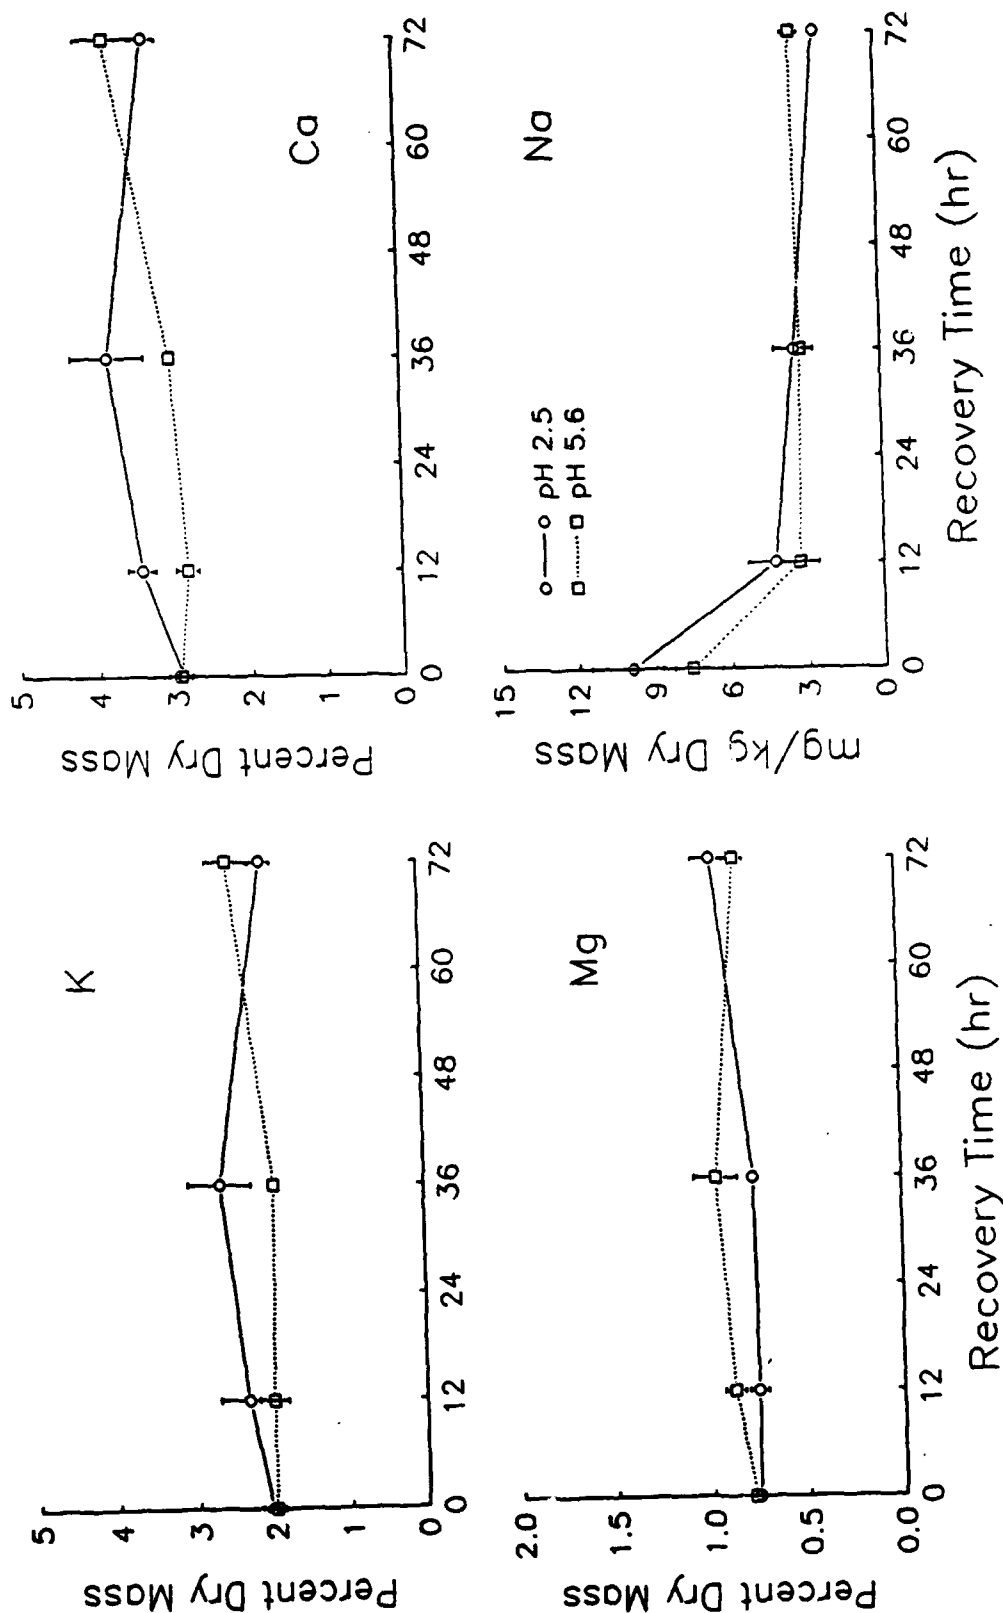 K
Percent Dry Mass
5
4
3
2
1
0
0 12 24 36 48 60 72
Ca
Percent Dry Mass
5
4
3
2
1
0
0 12 24 36 48 60 72
Mg
Percent Dry Mass
2.0
1.5
1.0
0.5
0.0
0 12 24 36 48 60 72
Recovery Time (hr)
Na
pH 2.5
pH 5.6
mg/kg Dry Mass
15
12
9
6
3
0
0 12 24 36 48 60 72
Recovery Time (hr)